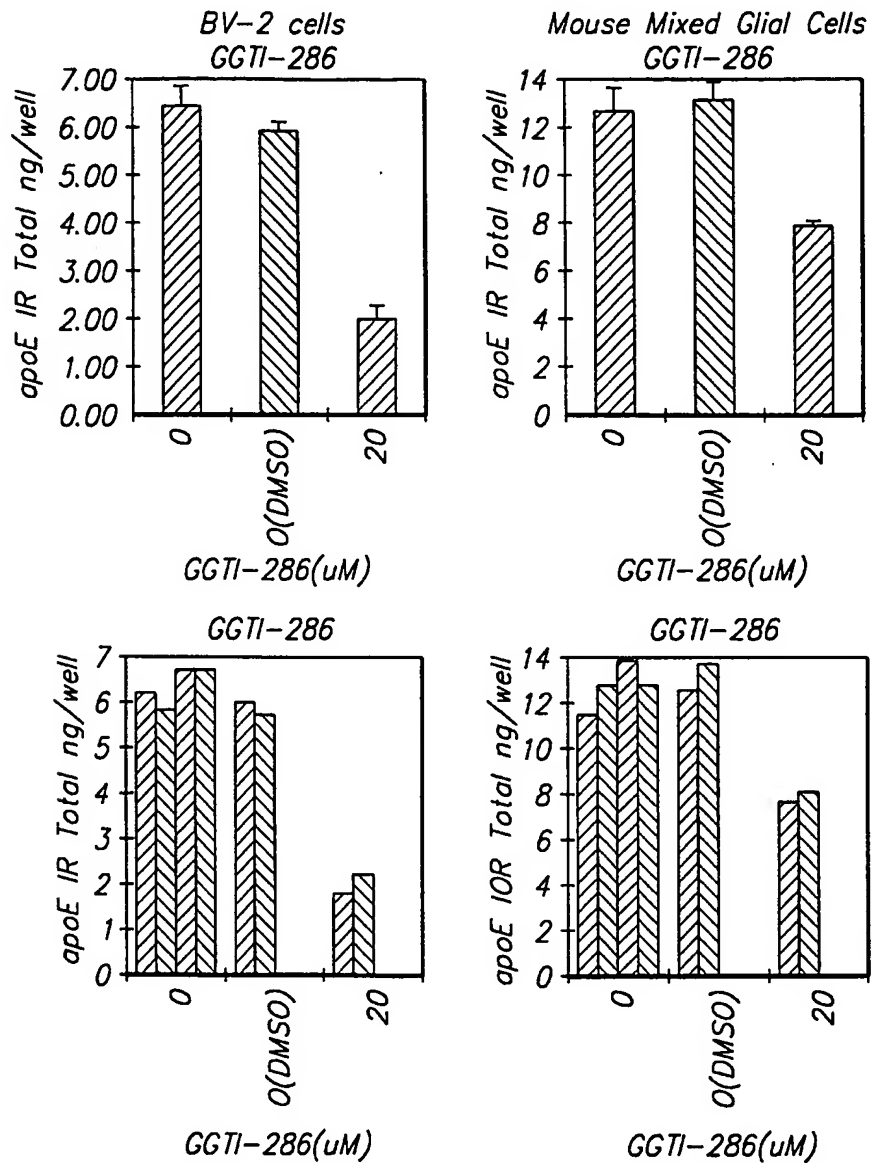 BV-2 cells
GGTI-286
apoE IR Total ng/well
7.00
6.00
5.00
4.00
3.00
2.00
1.00
0.00
0
O(DMSO)
20
GGTI-286(uM)
Mouse Mixed Glial Cells
GGTI-286
apoE IR Total ng/well
14
12
10
8
6
4
2
0
0
O(DMSO)
20
GGTI-286(uM)
GGTI-286
apoE IR Total ng/well
7
6
5
4
3
2
1
0
0
O(DMSO)
20
GGTI-286(uM)
GGTI-286
apoE IOR Total ng/well
14
12
10
8
6
4
2
0
0
O(DMSO)
20
GGTI-286(uM)